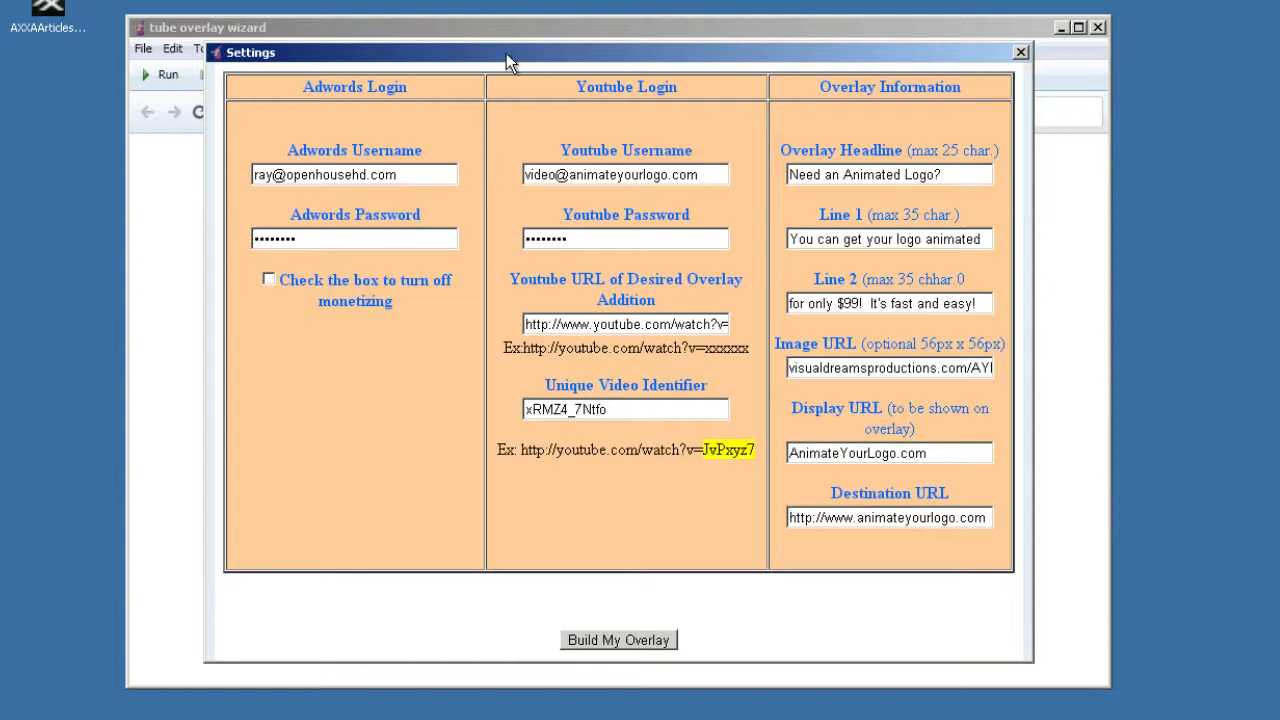 AXXAArticles...
tube overlay wizard
File Edit
Settings
Run
Adwords Login
Youtube Login
Overlay Information
Adwords Username
ray@openhousehd.com
Adwords Password
••••••••
Check the box to turn off
monetizing
Youtube Username
video@animateyourlogo.com
Youtube Password
••••••••
Youtube URL of Desired Overlay
Addition
http://www.youtube.com/watch?v=
Ex:http://youtube.com/watch?v=xxxxxx
Unique Video Identifier
xRMZ4_7Ntfo
Ex: http://youtube.com/watch?v=JvPxyz7
Overlay Headline (max 25 char.)
Need an Animated Logo?
Line 1 (max 35 char.)
You can get your logo animated
Line 2 (max 35 chhar.0
for only $99! It's fast and easy!
Image URL (optional 56px x 56px)
visualdreamsproductions.com/AYI
Display URL (to be shown on
overlay)
AnimateYourLogo.com
Destination URL
http://www.animateyourlogo.com
Build My Overlay